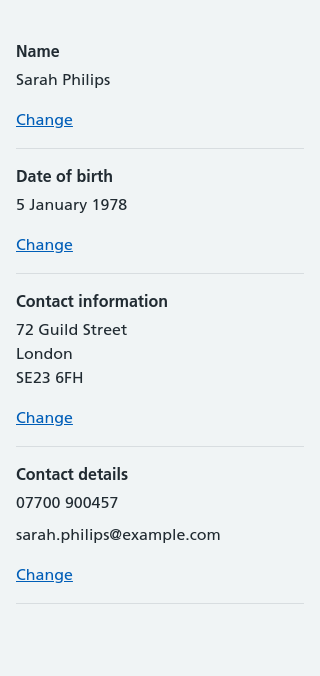 Name
Sarah Philips
Change
Date of birth
5 January 1978
Change
Contact information
72 Guild Street
London
SE23 6FH
Change
Contact details
07700 900457
sarah.philips@example.com
Change